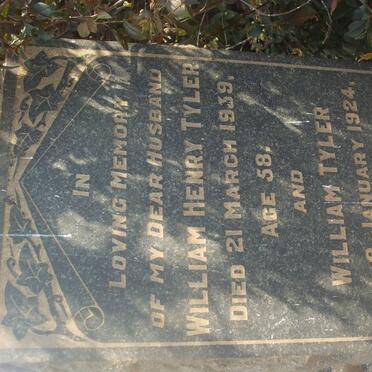 IN
LOVING MEMORY
OF MY DEAR HUSBAND
WILLIAM HENRY TYLER
DIED 21 MARCH 1939.
AGE 58.
AND
WILLIAM TYLER
JANUARY 1924.